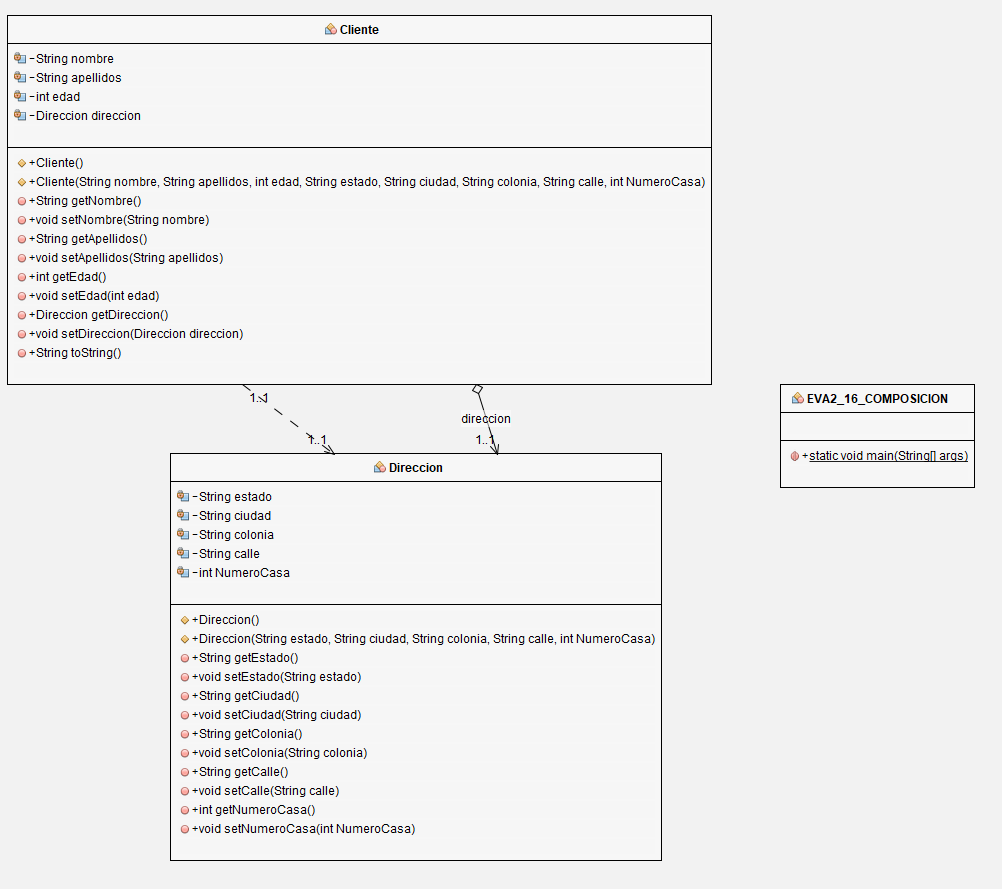 Cliente
-String nombre
-String apellidos
-int edad
-Direccion direccion
+Cliente()
+Cliente(String nombre, String apellidos, int edad, String estado, String ciudad, String colonia, String calle, int NumeroCasa)
+String getNombre()
+void setNombre(String nombre)
+String getApellidos()
+void setApellidos(String apellidos)
+int getEdad()
+void setEdad(int edad)
+Direccion getDireccion()
+void setDireccion(Direccion direccion)
+String toString()
1..1
direccion
1..1
1..1
EVA2_16_COMPOSICION
+static void main(String[] args)
Direccion
-String estado
-String ciudad
-String colonia
-String calle
-int NumeroCasa
+Direccion()
+Direccion(String estado, String ciudad, String colonia, String calle, int NumeroCasa)
+String getEstado()
+void setEstado(String estado)
+String getCiudad()
+void setCiudad(String ciudad)
+String getColonia()
+void setColonia(String colonia)
+String getCalle()
+void setCalle(String calle)
+int getNumeroCasa()
+void setNumeroCasa(int NumeroCasa)